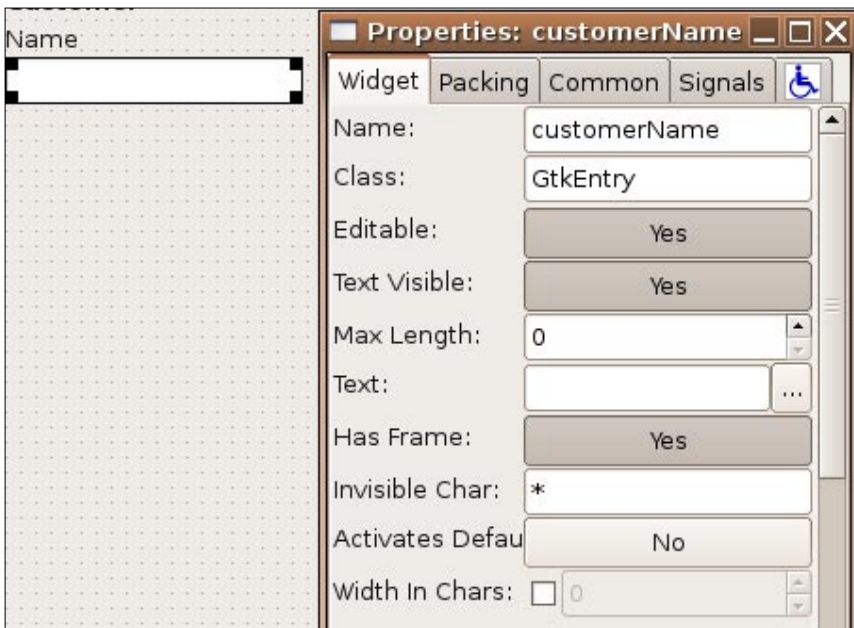 Name
Properties: customerName
Widget Packing Common Signals
Name: customerName
Class: GtkEntry
Editable: Yes
Text Visible: Yes
Max Length: 0
Text: ...
Has Frame: Yes
Invisible Char: *
Activates Defau No
Width In Chars: 0